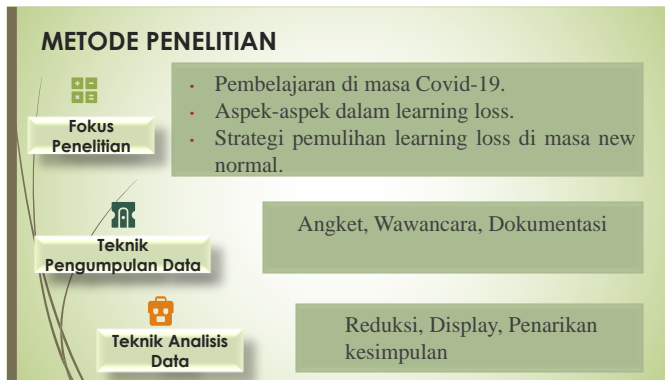 METODE PENELITIAN
Fokus
Penelitian
• Pembelajaran di masa Covid-19.
• Aspek-aspek dalam learning loss.
• Strategi pemulihan learning loss di masa new
normal.
Teknik
Pengumpulan Data
Angket, Wawancara, Dokumentasi
Teknik Analisis
Data
Reduksi, Display, Penarikan
kesimpulan